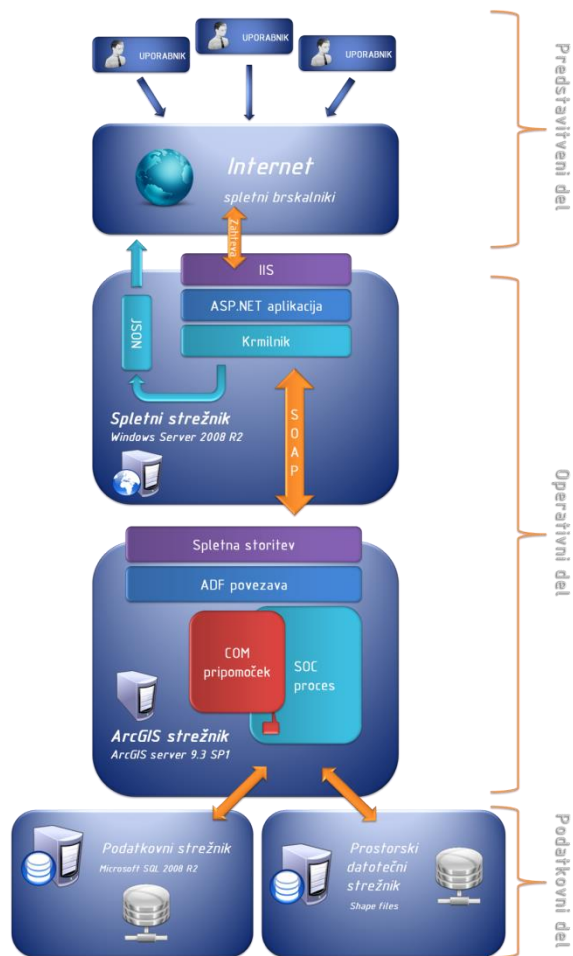 UPORABNIK
UPORABNIK
UPORABNIK
Predstavitveni del
Internet
spletni brskalniki
Zahteva
IIS
ASP.NET aplikacija
Krmilnik
JSON
Spletni strežnik
Windows Server 2008 R2
SOAP
Operativni del
Spletna storitev
ADF povezava
COM
pripomoček
SOC
proces
ArcGIS strežnik
ArcGIS server 9.3 SP1
Podatkovni strežnik
Microsoft SQL 2008 R2
Prostorski
datotečni
strežnik
Shape files
Podatkovni del